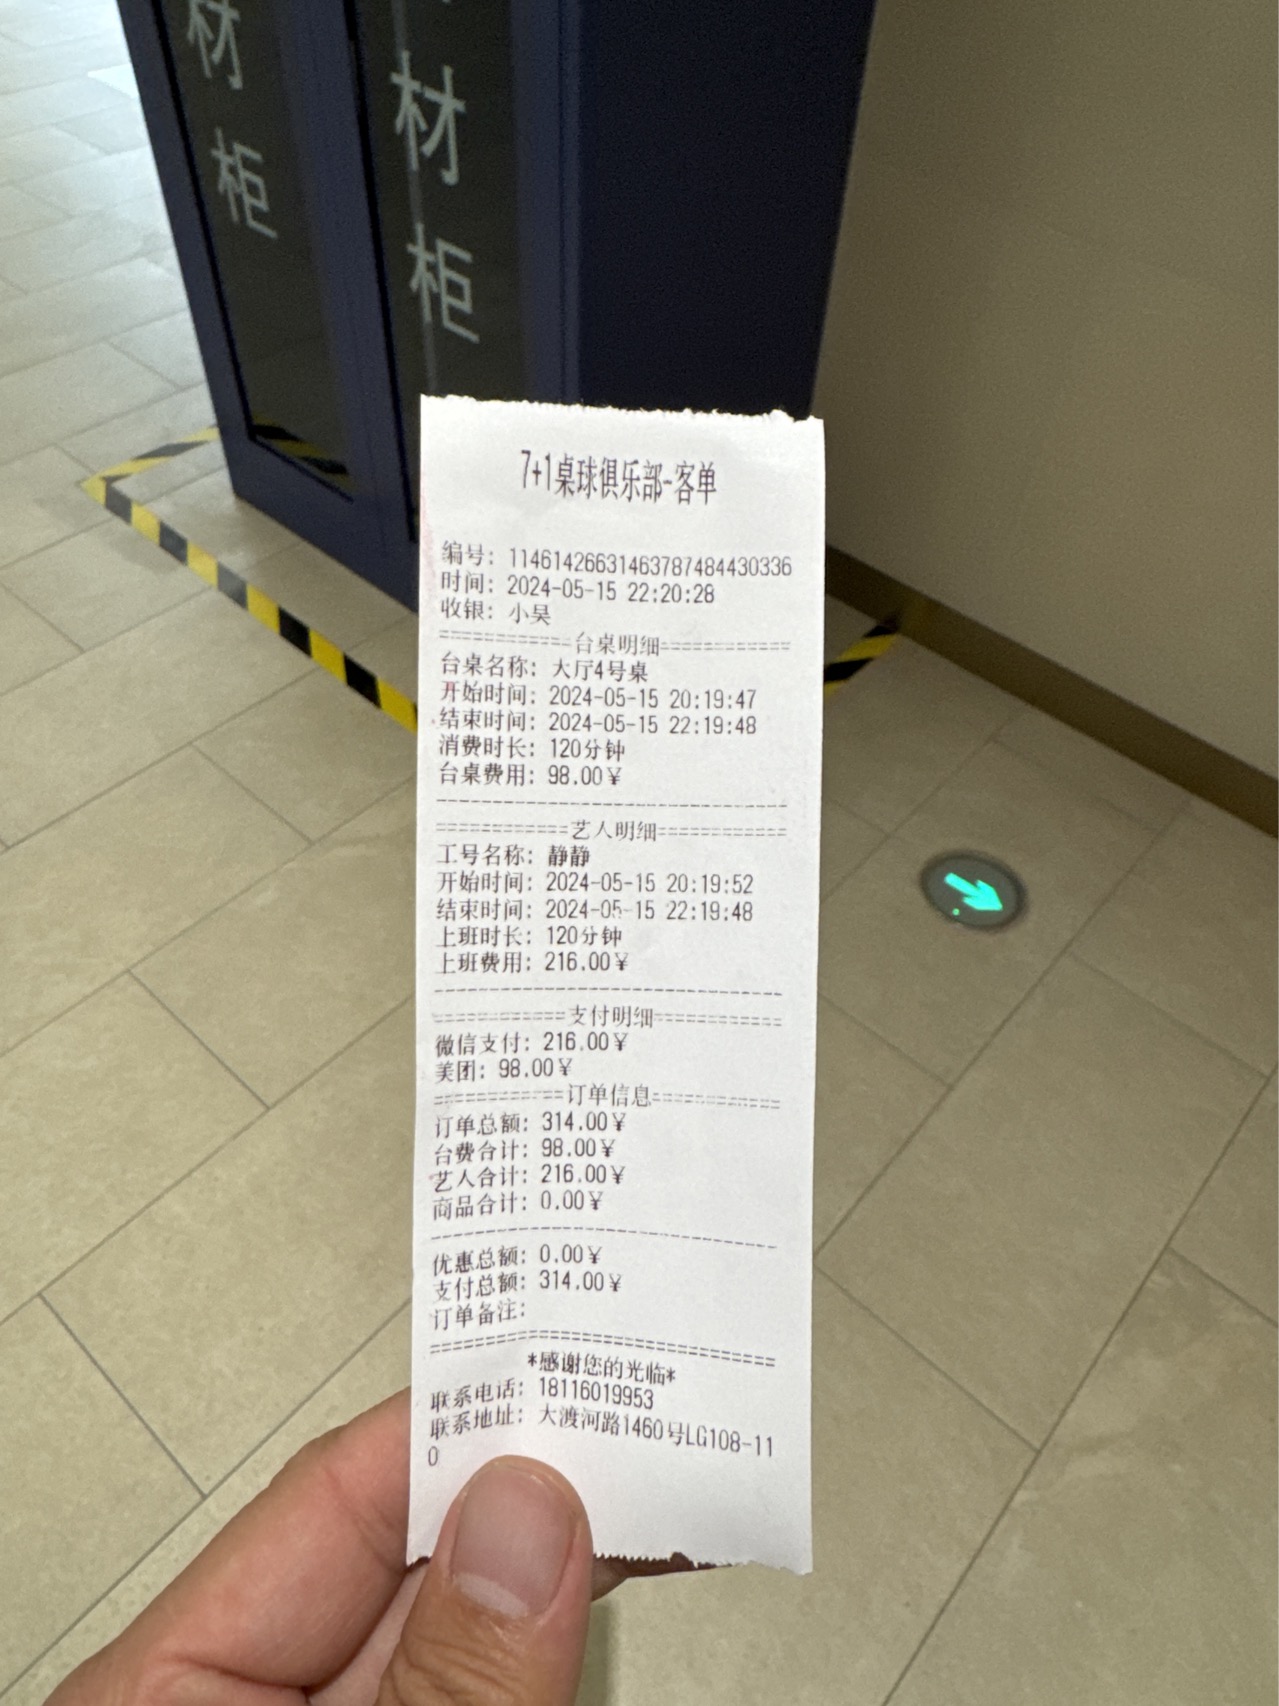 材
柜
材
柜
7+1桌球俱乐部-客单
编号: 11461426631463787484430336
时间: 2024-05-15 22:20:28
收银: 小吴
===========台桌明细===========
台桌名称: 大厅4号桌
开始时间: 2024-05-15 20:19:47
结束时间: 2024-05-15 22:19:48
消费时长: 120分钟
台桌费用: 98.00¥
--------------------------------
===========艺人明细===========
工号名称: 静静
开始时间: 2024-05-15 20:19:52
结束时间: 2024-05-15 22:19:48
上班时长: 120分钟
上班费用: 216.00¥
--------------------------------
===========支付明细===========
微信支付: 216.00¥
美团: 98.00¥
===========订单信息===========
订单总额: 314.00¥
台费合计: 98.00¥
艺人合计: 216.00¥
商品合计: 0.00¥
--------------------------------
优惠总额: 0.00¥
支付总额: 314.00¥
订单备注:
================================
*感谢您的光临*
联系电话: 18116019953
联系地址: 大渡河路1460号LG108-11
0